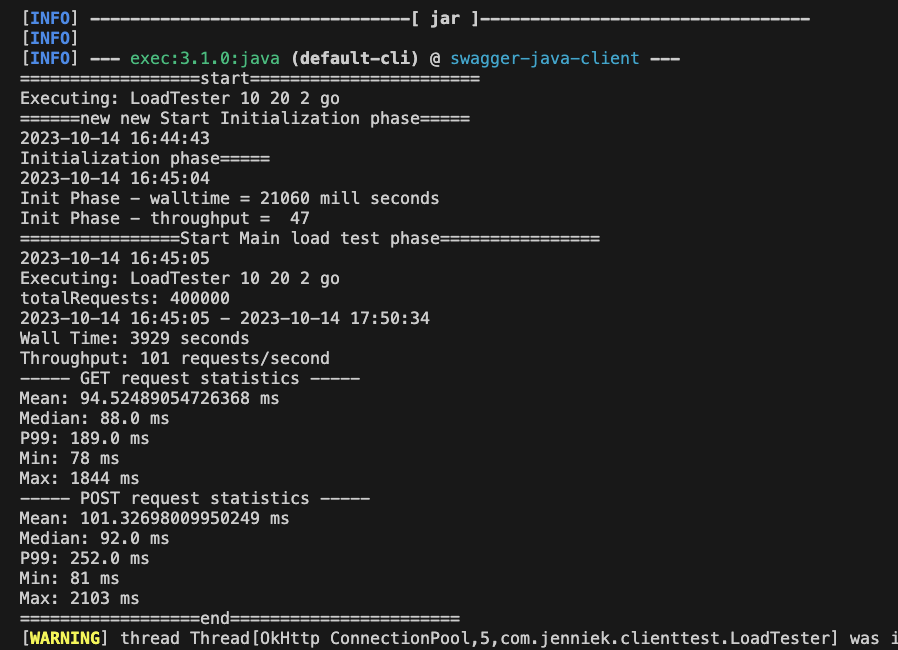 [INFO] --------------------------------[ jar ]---------------------------------
[INFO]
[INFO] --- exec:3.1.0:java (default-cli) @ swagger-java-client ---
==================start=======================
Executing: LoadTester 10 20 2 go
======new new Start Initialization phase=====
2023-10-14 16:44:43
Initialization phase=====
2023-10-14 16:45:04
Init Phase - walltime = 21060 mill seconds
Init Phase - throughput =  47
================Start Main load test phase================
2023-10-14 16:45:05
Executing: LoadTester 10 20 2 go
totalRequests: 400000
2023-10-14 16:45:05 - 2023-10-14 17:50:34
Wall Time: 3929 seconds
Throughput: 101 requests/second
----- GET request statistics -----
Mean: 94.52489054726368 ms
Median: 88.0 ms
P99: 189.0 ms
Min: 78 ms
Max: 1844 ms
----- POST request statistics -----
Mean: 101.32698009950249 ms
Median: 92.0 ms
P99: 252.0 ms
Min: 81 ms
Max: 2103 ms
==================end=======================
[WARNING] thread Thread[OkHttp ConnectionPool,5,com.jenniek.clienttest.LoadTester] was